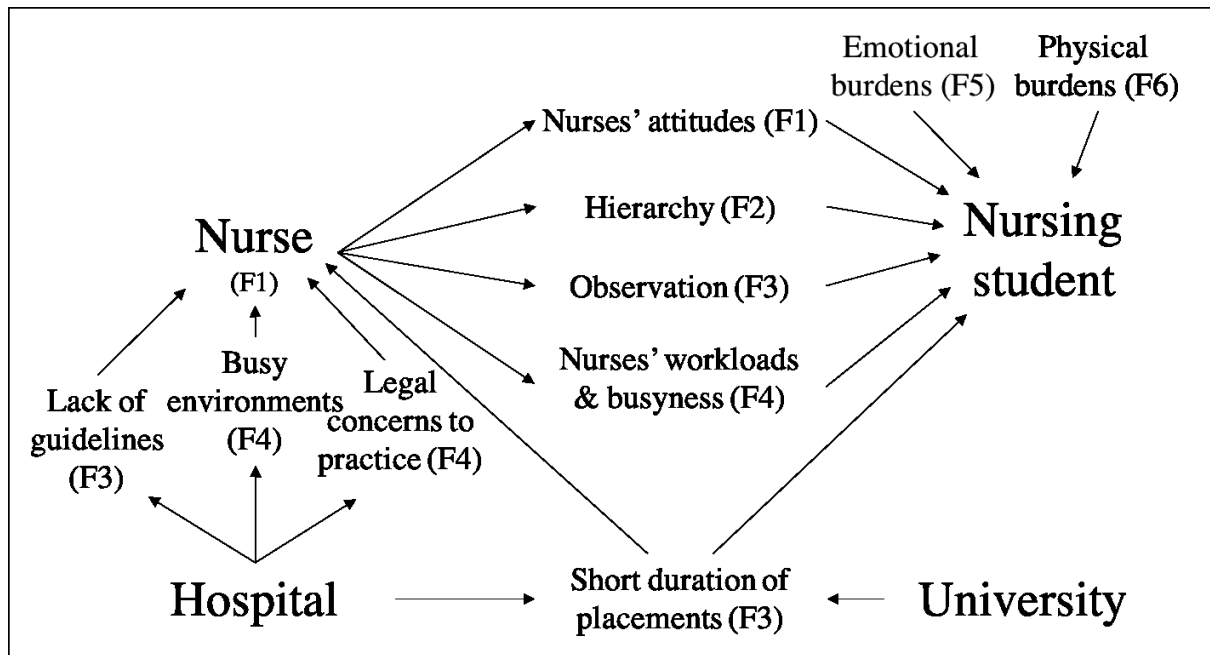 Emotional
burdens (F5)
Physical
burdens (F6)
Nurses’ attitudes (F1)
Hierarchy (F2)
Observation (F3)
Nurses’ workloads
& busyness (F4)
Nursing
student
Nurse
(F1)
Lack of
guidelines
(F3)
Busy
environments
(F4)
Legal
concerns to
practice (F4)
Hospital
Short duration of
placements (F3)
University